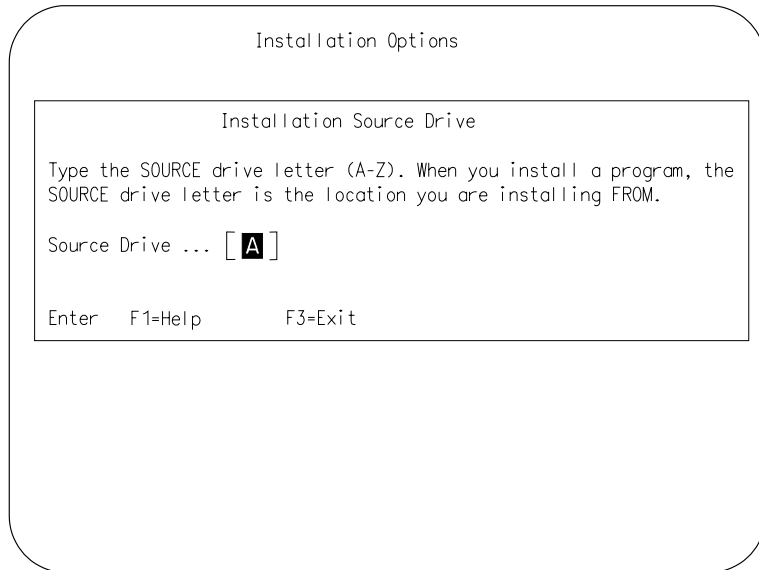 Installation Options
Installation Source Drive
Type the SOURCE drive letter (A-Z). When you install a program, the
SOURCE drive letter is the location you are installing FROM.
Source Drive ... [A]
Enter F1=Help F3=Exit